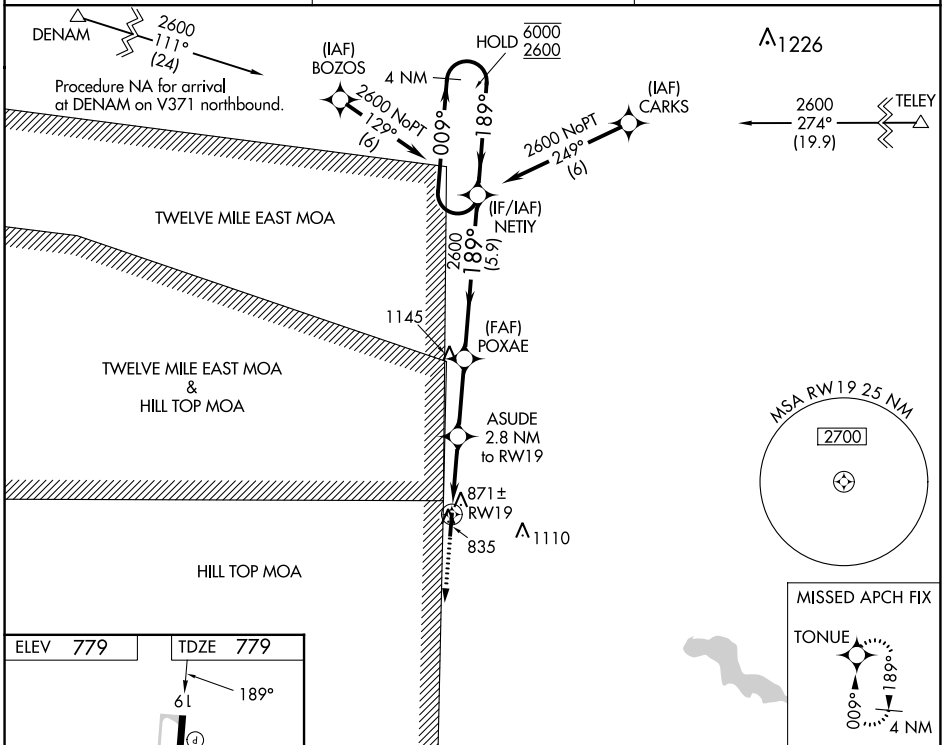 DENAM
2600
111°
(24)
Procedure NA for arrival
at DENAM on V371 northbound.
(IAF)
BOZOS
2600 NoPT
129°
(6)
4 NM
HOLD
6000
2600
009°
189°
1226
(IAF)
CARKS
2600 NoPT
249°
(6)
2600
274°
(19.9)
TELEY
(IF/IAF)
NETIY
2600
189°
(5.9)
TWELVE MILE EAST MOA
1145
(FAF)
POXAE
TWELVE MILE EAST MOA
&
HILL TOP MOA
ASUDE
2.8 NM
to RW19
MSA RW19 25 NM
2700
871±
RW19
835
1110
HILL TOP MOA
ELEV 779
TDZE 779
189°
19
P
MISSED APCH FIX
TONUE
009°
189°
4 NM